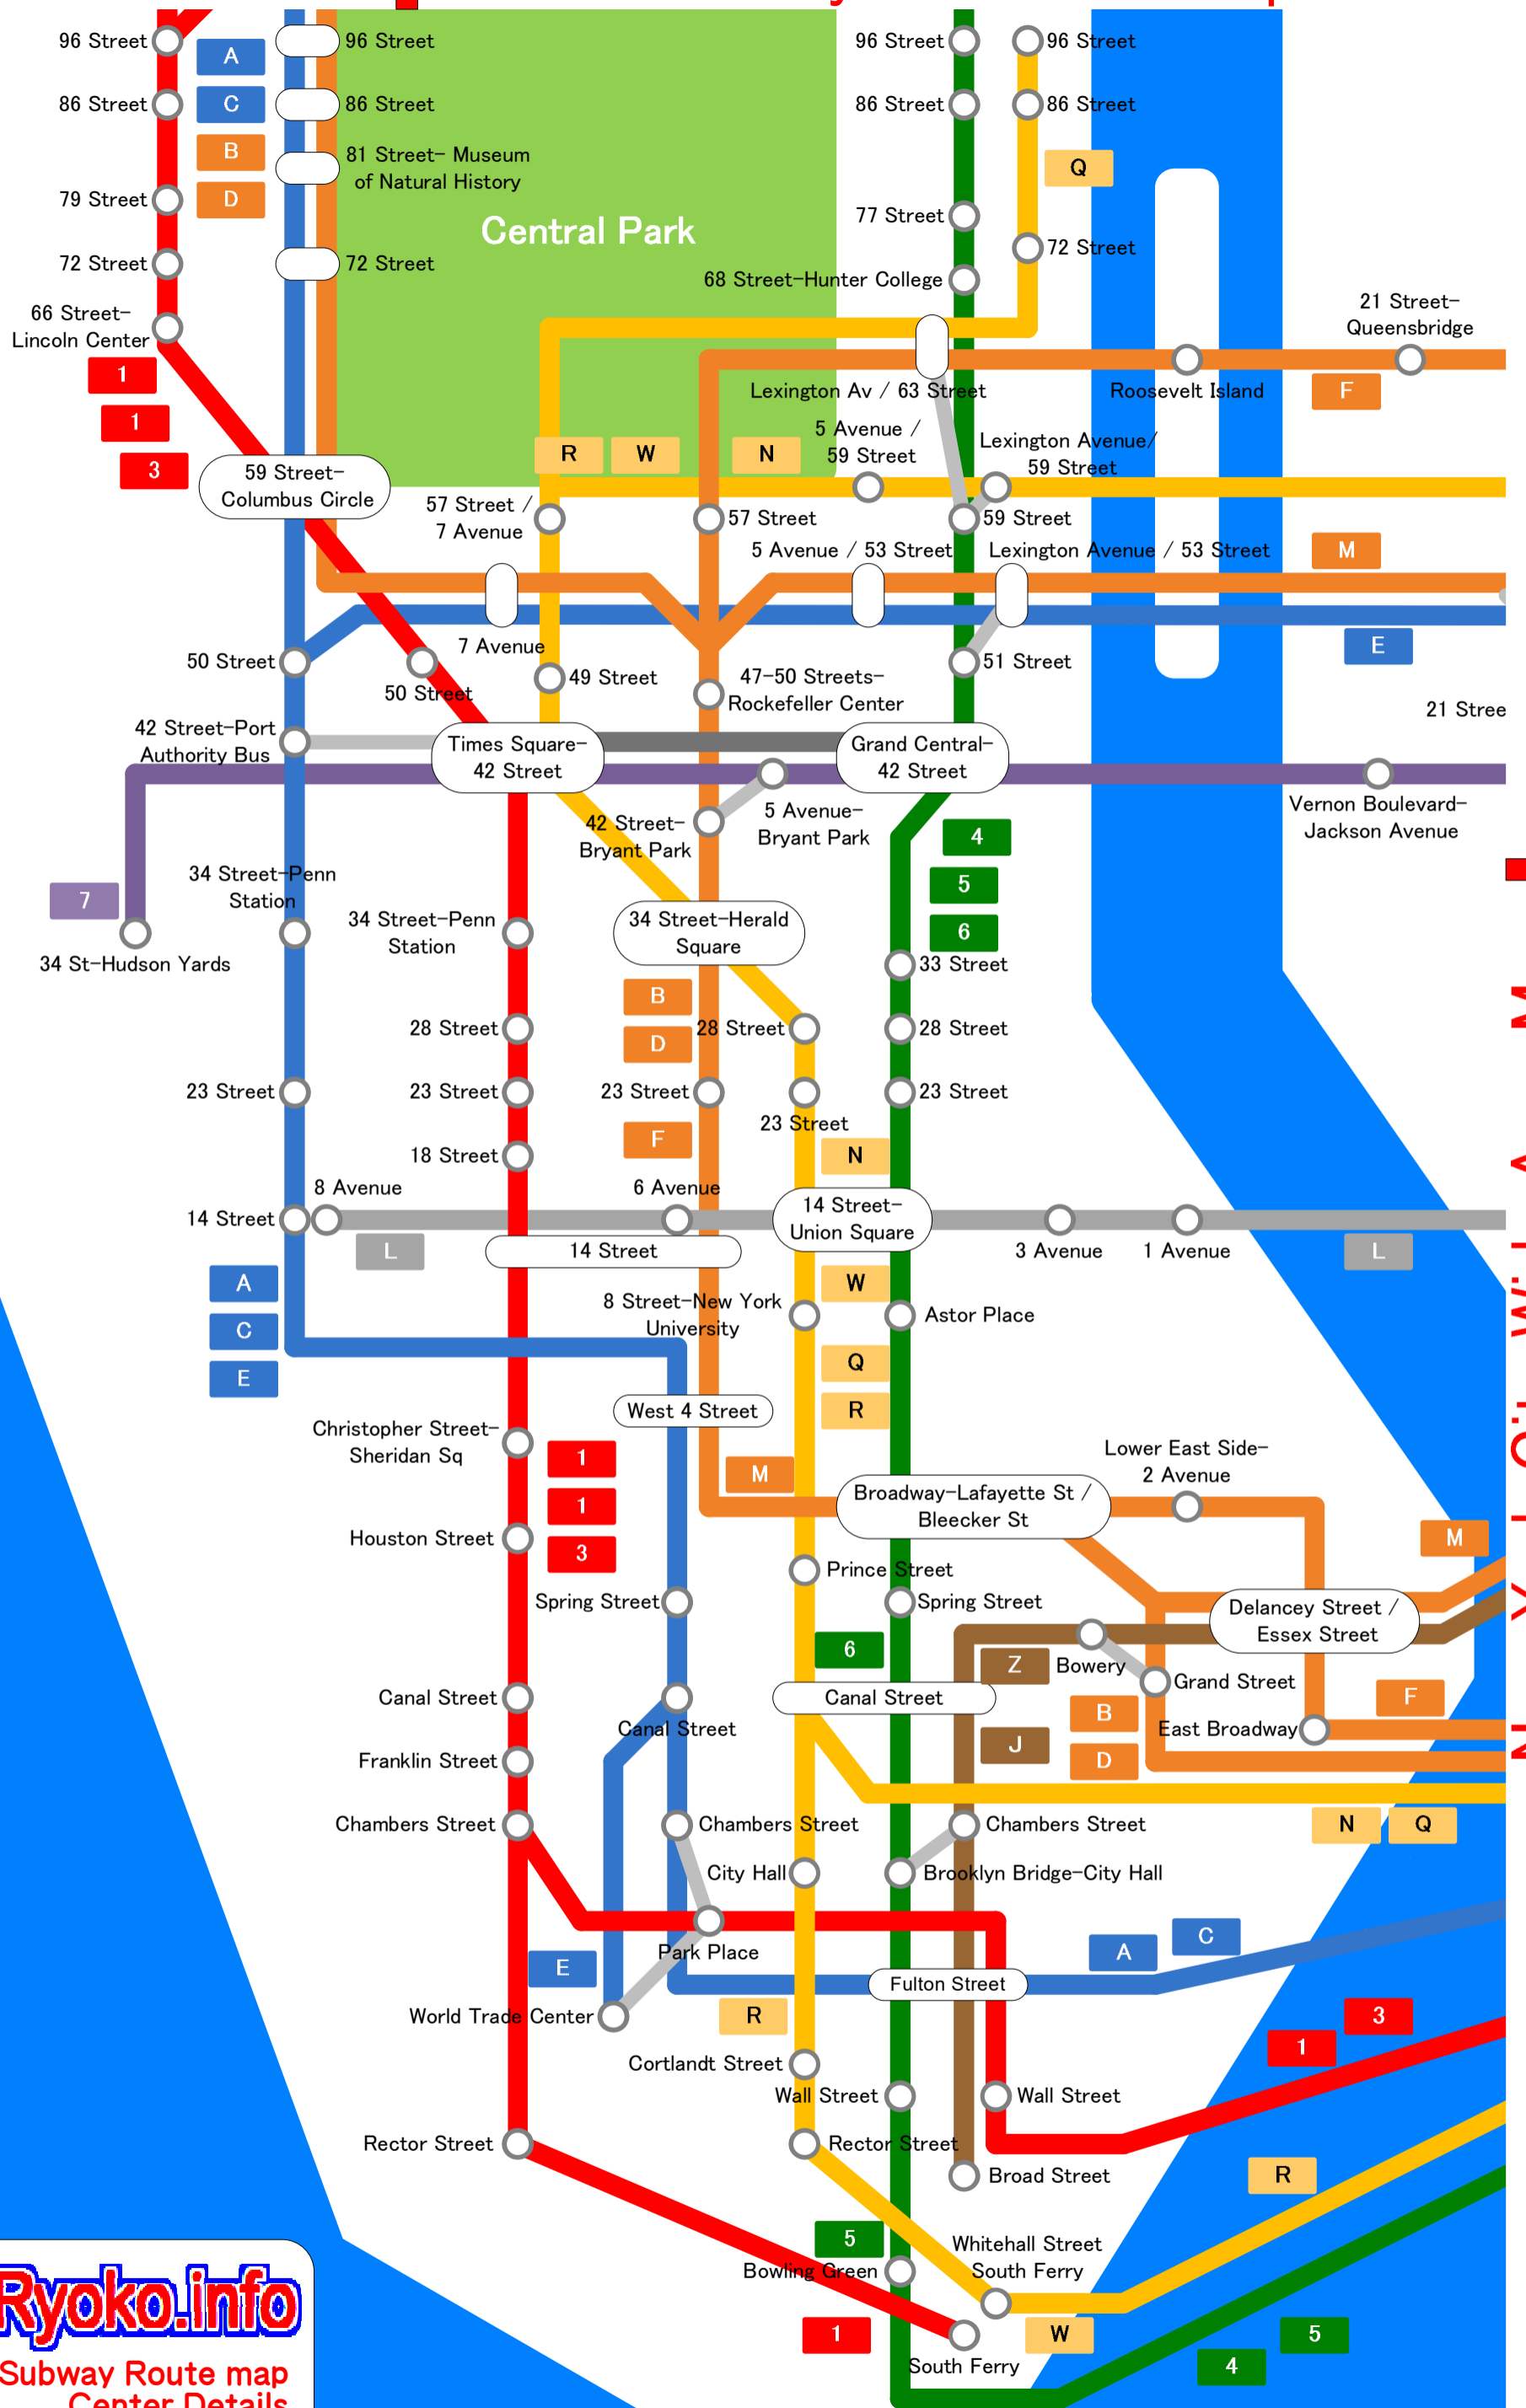 96 Street
A
96 Street
96 Street
96 Street
86 Street
C
86 Street
86 Street
86 Street
B
81 Street- Museum
of Natural History
Q
79 Street
D
Central Park
77 Street
72 Street
72 Street
72 Street
68 Street-Hunter College
66 Street-
Lincoln Center
21 Street-
Queensbridge
1
Lexington Av / 63 Street
Roosevelt Island
F
1
3
R
W
N
5 Avenue /
59 Street
Lexington Avenue/
59 Street
59 Street-
Columbus Circle
57 Street /
7 Avenue
57 Street
59 Street
5 Avenue / 53 Street
Lexington Avenue / 53 Street
M
7 Avenue
E
50 Street
50 Street
49 Street
47-50 Streets-
Rockefeller Center
51 Street
21 Stree
42 Street-Port
Authority Bus
Times Square-
42 Street
Grand Central-
42 Street
42 Street-
Bryant Park
5 Avenue-
Bryant Park
Vernon Boulevard-
Jackson Avenue
4
5
6
7
34 Street-Penn
Station
34 Street-Penn
Station
34 Street-Herald
Square
34 St-Hudson Yards
33 Street
B
D
28 Street
28 Street
28 Street
23 Street
23 Street
23 Street
23 Street
23 Street
F
18 Street
N
8 Avenue
6 Avenue
14 Street
14 Street-
Union Square
L
14 Street
3 Avenue
1 Avenue
L
A
C
E
W
8 Street-New York
University
Astor Place
Q
R
West 4 Street
Christopher Street-
Sheridan Sq
1
1
3
M
Lower East Side-
2 Avenue
Broadway-Lafayette St /
Bleecker St
M
Houston Street
Prince Street
Spring Street
Spring Street
Delancey Street /
Essex Street
6
Z
Bowery
Grand Street
Canal Street
Canal Street
Canal Street
B
F
East Broadway
J
D
Franklin Street
Chambers Street
Chambers Street
Chambers Street
N
Q
City Hall
Brooklyn Bridge-City Hall
Park Place
E
A
C
Fulton Street
World Trade Center
R
3
1
Cortlandt Street
Wall Street
Wall Street
Rector Street
Rector Street
Broad Street
R
5
Bowling Green
Whitehall Street
South Ferry
1
W
5
South Ferry
4
Ryoko.info
Subway Route map
Center Details